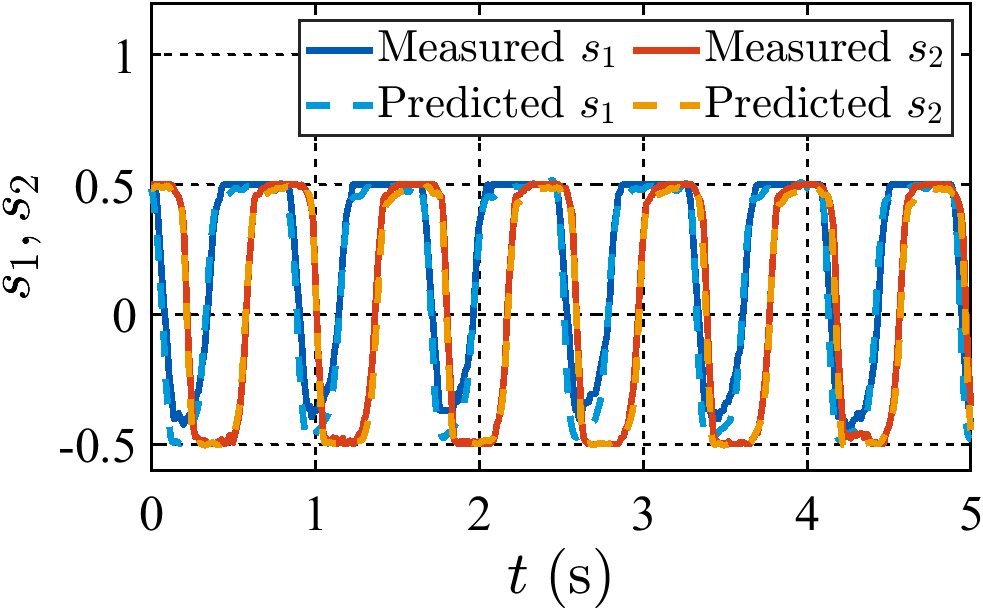 Measured s₁ Measured s₂
Predicted s₁ Predicted s₂
1
0.5
0
-0.5
s₁, s₂
0 1 2 3 4 5
t (s)